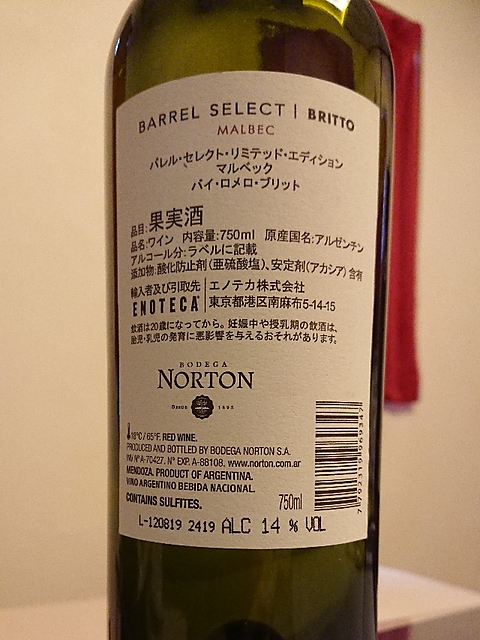 BARREL SELECT | BRITTO
MALBEC
バレル・セレクト・リミテッド・エディション
マルベック
バイ・ロメロ・ブリット
品目:果実酒
品名:ワイン 内容量:750ml 原産国名:アルゼンチン
アルコール分:ラベルに記載
添加物:酸化防止剤(亜硫酸塩)、安定剤(アカシア)含有
輸入者及び引取先 エノテカ株式会社
ENOTECA 東京都港区南麻布5-14-15
飲酒は20歳になってから。妊娠中や授乳期の飲酒は、
胎児・乳児の発育に悪影響を与えるおそれがあります。
BODEGA
NORTON
DESDE 1895
18°C / 65°F. RED WINE.
PRODUCED AND BOTTLED BY BODEGA NORTON S.A.
INV N° A-70427. N° EXP. A-88108. www.norton.com.ar
MENDOZA. PRODUCT OF ARGENTINA.
VINO ARGENTINO BEBIDA NACIONAL.
CONTAINS SULFITES. 750ml
L-120819 2419 ALC 14 % VOL